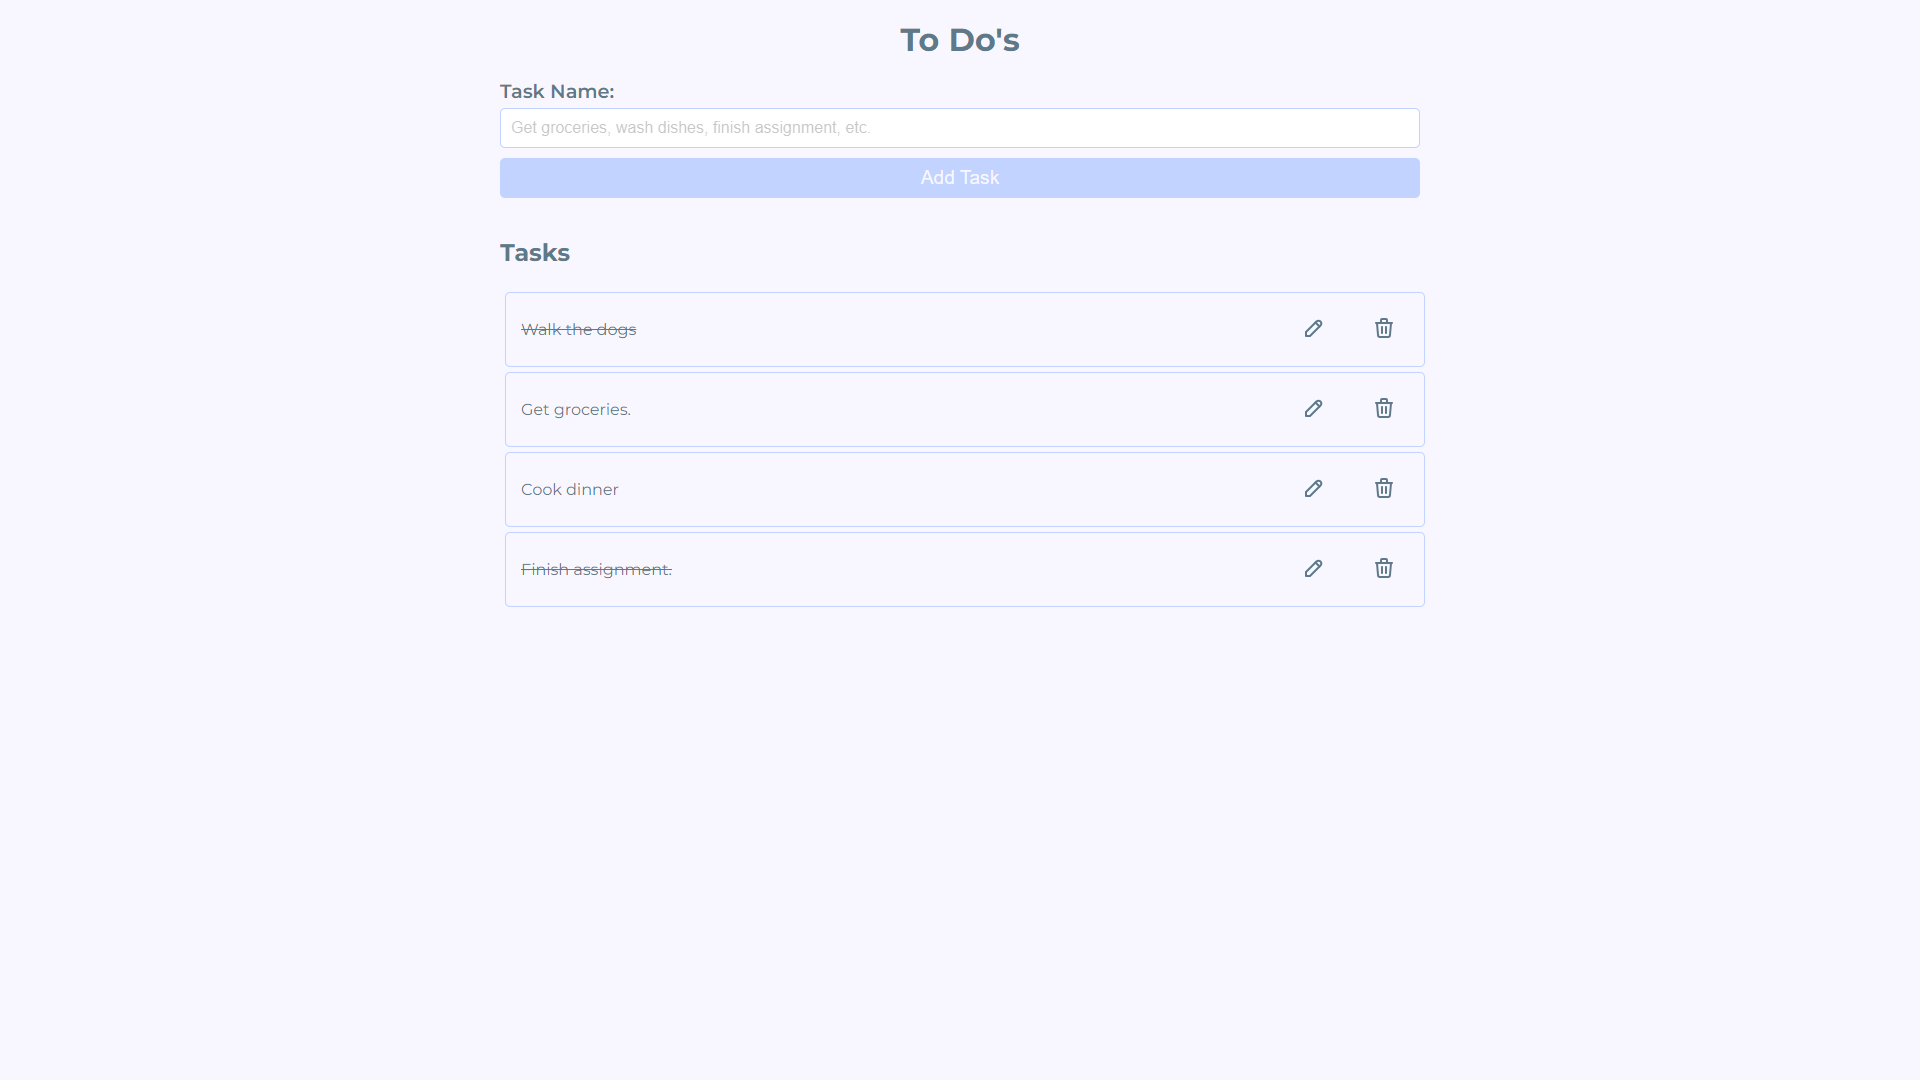 To Do's
Task Name:
Get groceries, wash dishes, finish assignment, etc.
Add Task
Tasks
Walk the dogs
Get groceries.
Cook dinner
Finish assignment.